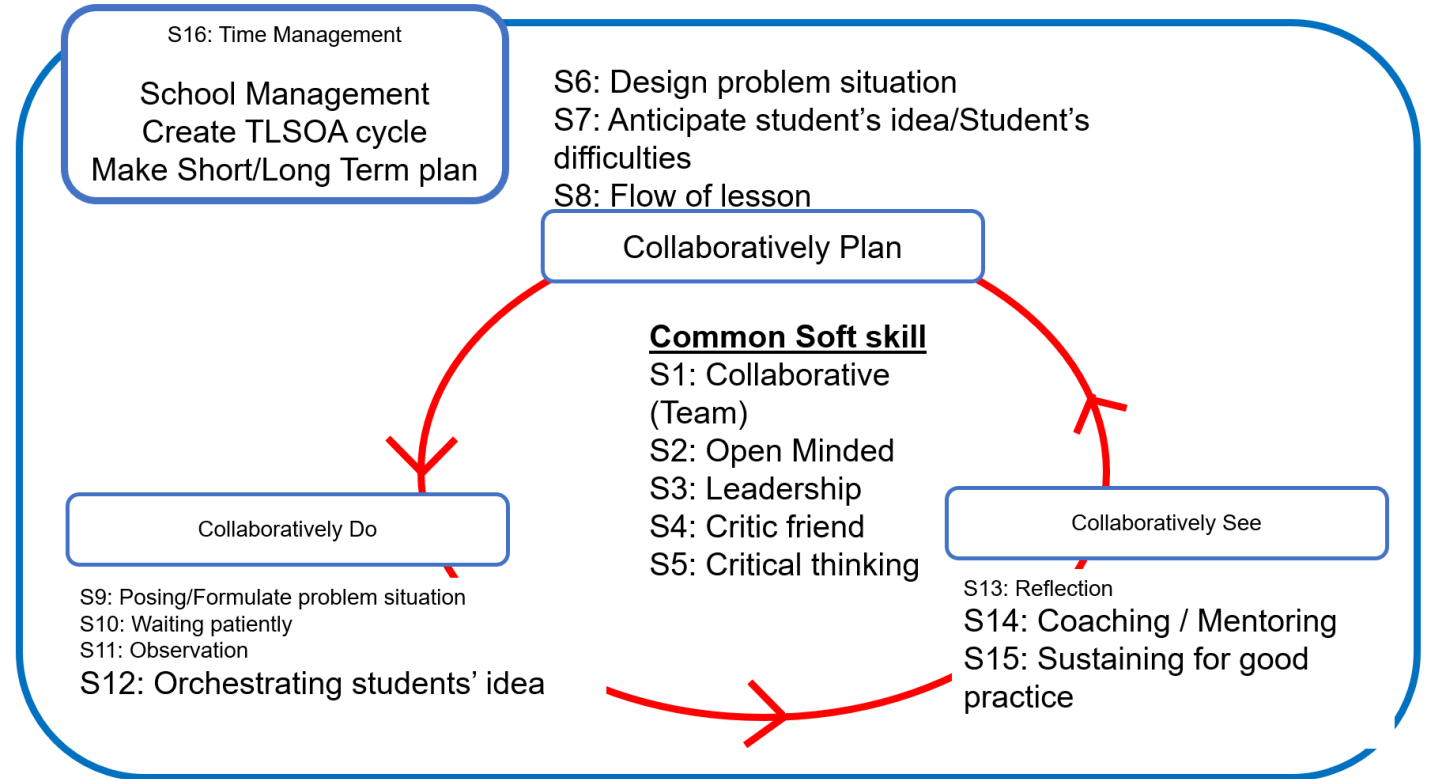 S16: Time Management
School Management
Create TLSOA cycle
Make Short/Long Term plan
S6: Design problem situation
S7: Anticipate student’s idea/Student’s
difficulties
S8: Flow of lesson
Collaboratively Plan
Common Soft skill
S1: Collaborative
(Team)
S2: Open Minded
S3: Leadership
S4: Critic friend
S5: Critical thinking
Collaboratively Do
S9: Posing/Formulate problem situation
S10: Waiting patiently
S11: Observation
S12: Orchestrating students’ idea
Collaboratively See
S13: Reflection
S14: Coaching / Mentoring
S15: Sustaining for good
practice